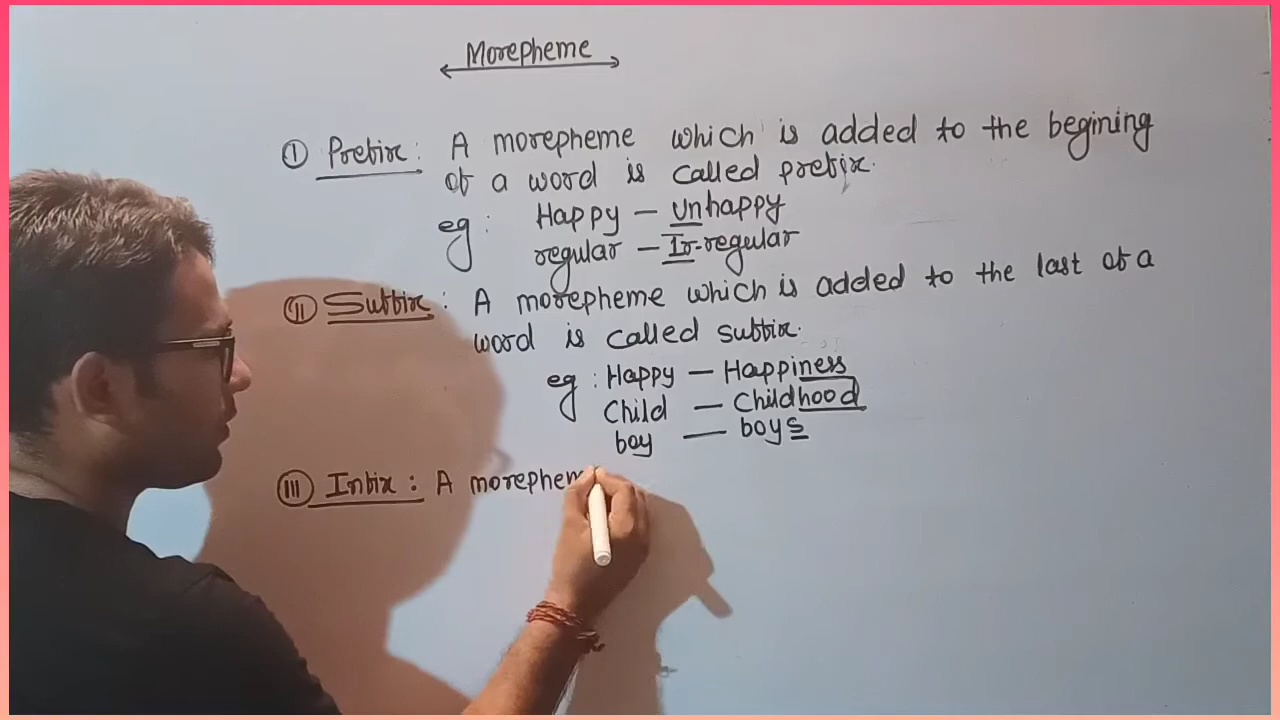 Morepheme
① Prefix : A morepheme which is added to the begining
of a word is called prefix.
eg : Happy — Unhappy
regular — Ir-regular
② Suffix : A morepheme which is added to the last of a
word is called suffix.
eg : Happy — Happiness
Child — Childhood
boy — boys
③ Infix : A morephem